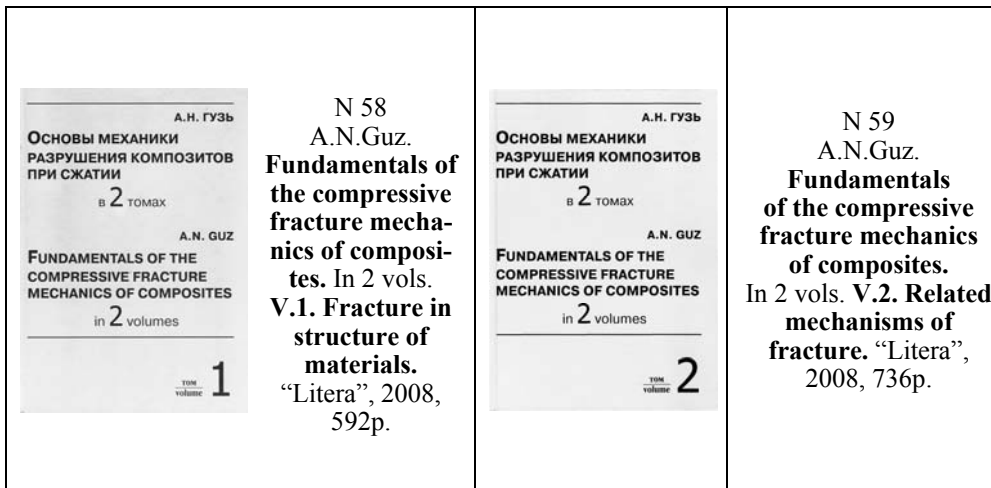 А.Н. ГУЗЬ
ОСНОВЫ МЕХАНИКИ
РАЗРУШЕНИЯ КОМПОЗИТОВ
ПРИ СЖАТИИ
в 2 томах
A.N. GUZ
FUNDAMENTALS OF THE
COMPRESSIVE FRACTURE
MECHANICS OF COMPOSITES
in 2 volumes
том
volume 1
N 58
A.N.Guz.
Fundamentals of
the compressive
fracture mecha-
nics of composi-
tes. In 2 vols.
V.1. Fracture in
structure of
materials.
“Litera”, 2008,
592p.
А.Н. ГУЗЬ
ОСНОВЫ МЕХАНИКИ
РАЗРУШЕНИЯ КОМПОЗИТОВ
ПРИ СЖАТИИ
в 2 томах
A.N. GUZ
FUNDAMENTALS OF THE
COMPRESSIVE FRACTURE
MECHANICS OF COMPOSITES
in 2 volumes
том
volume 2
N 59
A.N.Guz.
Fundamentals
of the compressive
fracture mechanics
of composites.
In 2 vols. V.2. Related
mechanisms of
fracture. “Litera”,
2008, 736p.